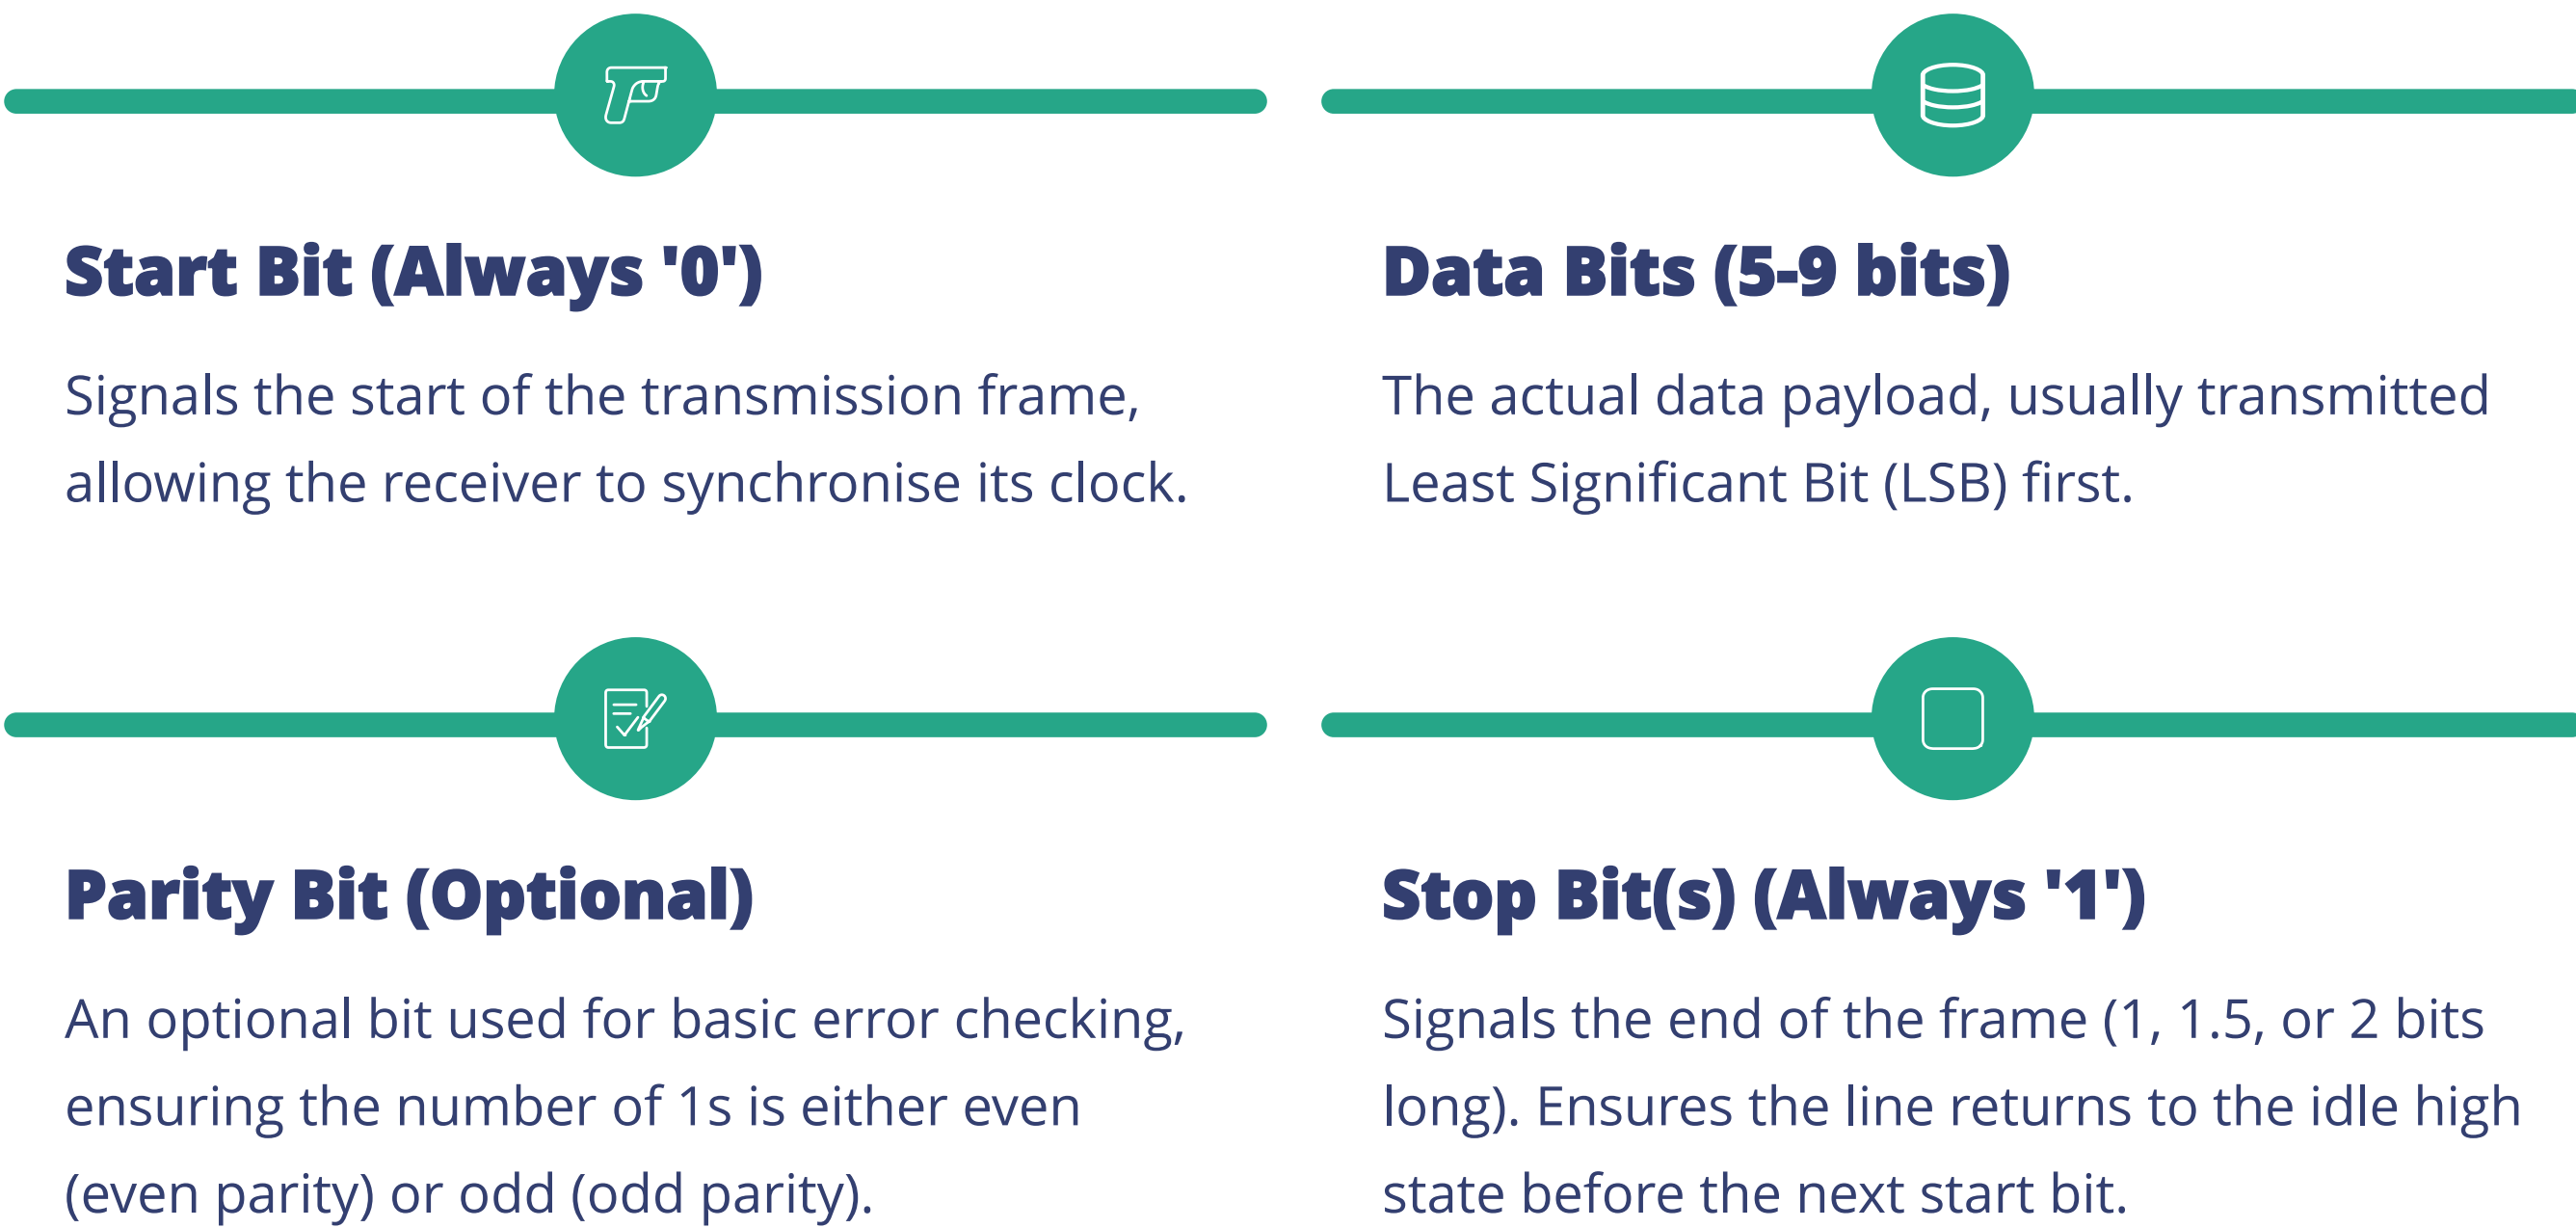 Start Bit (Always '0')
Signals the start of the transmission frame,
allowing the receiver to synchronise its clock.
Data Bits (5-9 bits)
The actual data payload, usually transmitted
Least Significant Bit (LSB) first.
Parity Bit (Optional)
An optional bit used for basic error checking,
ensuring the number of 1s is either even
(even parity) or odd (odd parity).
Stop Bit(s) (Always '1')
Signals the end of the frame (1, 1.5, or 2 bits
long). Ensures the line returns to the idle high
state before the next start bit.